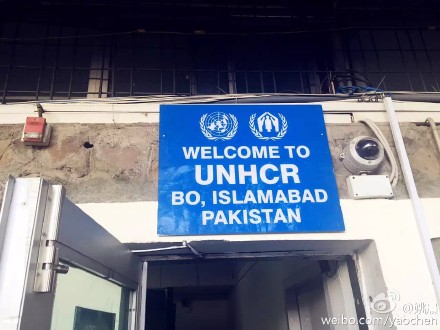 WELCOME TO
UNHCR
BO, ISLAMABAD
PAKISTAN
weibo.com/yaochen